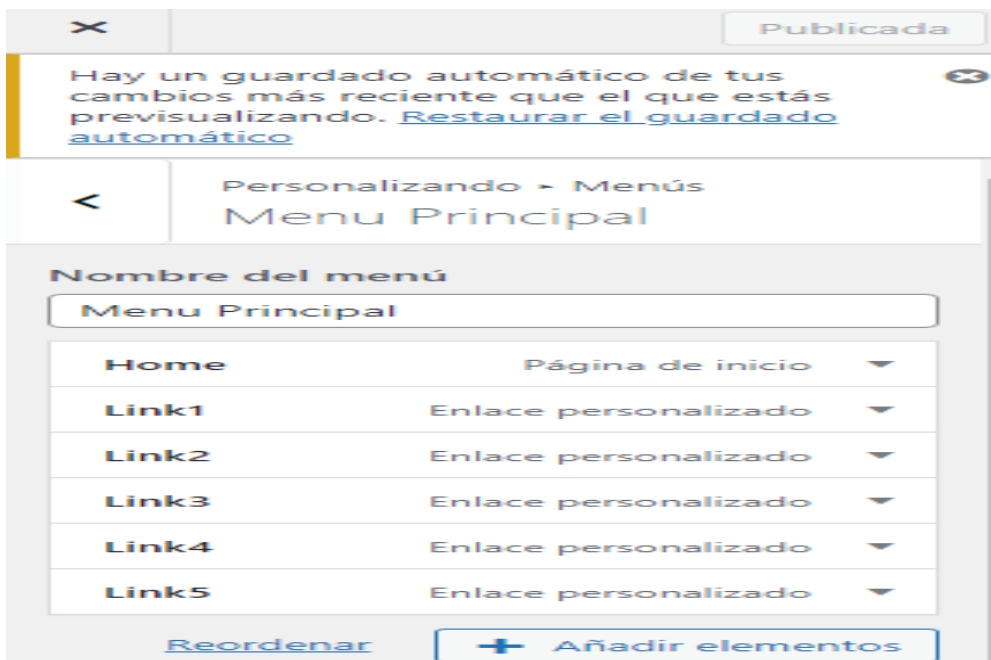 Publicada
Hay un guardado automático de tus
cambios más reciente que el que estás
previsualizando. Restaurar el guardado
automático
Personalizando ▸ Menús
Menu Principal
Nombre del menú
Menu Principal
Home Página de inicio
Link1 Enlace personalizado
Link2 Enlace personalizado
Link3 Enlace personalizado
Link4 Enlace personalizado
Link5 Enlace personalizado
Reordenar + Añadir elementos